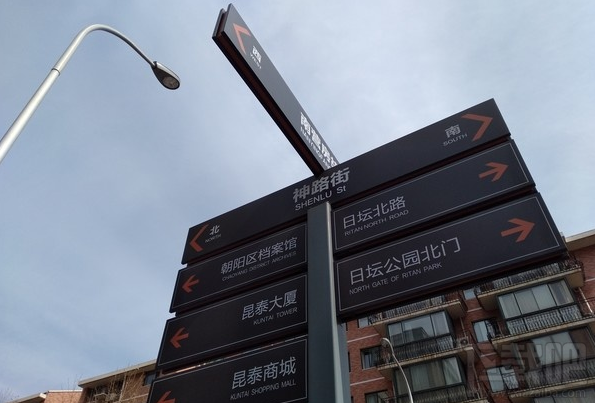 西
WEST
神路街
SHENLU St
北
NORTH
南
SOUTH
朝阳区档案馆
CHAOYANG DISTRICT ARCHIVES
昆泰大厦
KUNTAI TOWER
昆泰商城
KUNTAI SHOPPING MALL
日坛北路
RITAN NORTH ROAD
日坛公园北门
NORTH GATE OF RITAN PARK